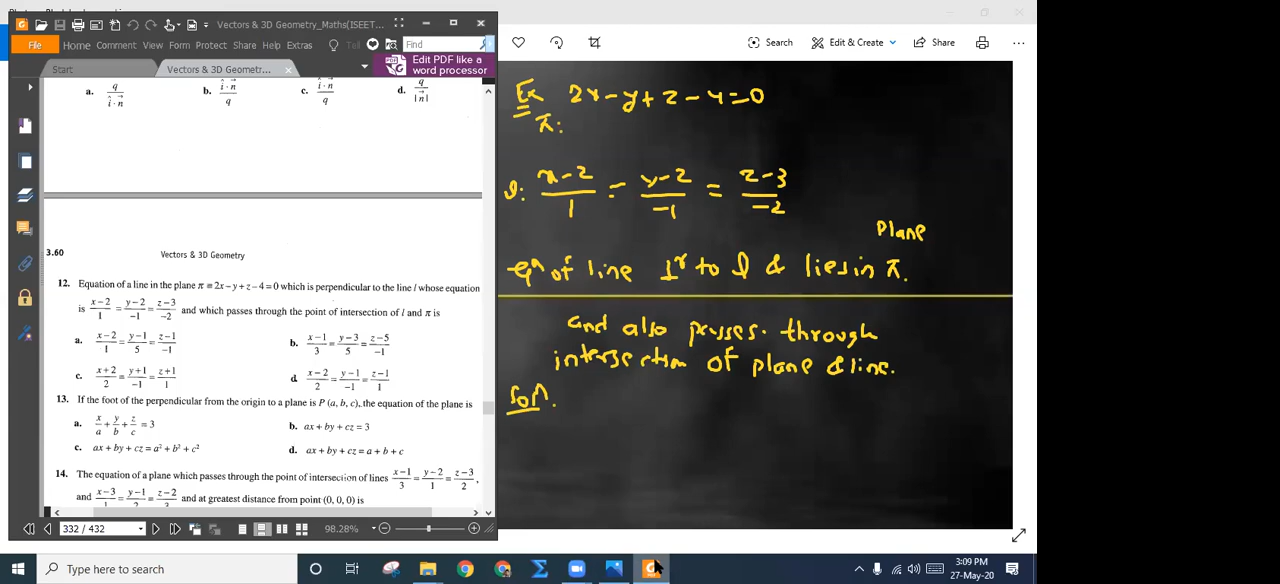 Vectors & 3D Geometry_Maths(ISEET...
File Home Comment View Form Protect Share Help Extras Tel Find
Start
Vectors & 3D Geometr...
Edit PDF like a
word processor
a. q / î · n⃗
b. î · n⃗ / q
c. î · n⃗ / q
d. q / |n|
3.60 Vectors & 3D Geometry
12. Equation of a line in the plane π ≡ 2x − y + z − 4 = 0 which is perpendicular to the line l whose equation
is (x−2)/1 = (y−2)/−1 = (z−3)/−2 and which passes through the point of intersection of l and π is
a. (x−2)/1 = (y−1)/5 = (z−1)/−1
b. (x−1)/3 = (y−3)/5 = (z−5)/−1
c. (x+2)/2 = (y+1)/−1 = (z+1)/1
d. (x−2)/2 = (y−1)/−1 = (z−1)/1
13. If the foot of the perpendicular from the origin to a plane is P (a, b, c), the equation of the plane is
a. x/a + y/b + z/c = 3
b. ax + by + cz = 3
c. ax + by + cz = a² + b² + c²
d. ax + by + cz = a + b + c
14. The equation of a plane which passes through the point of intersection of lines (x−1)/3 = (y−2)/1 = (z−3)/2,
and (x−3)/1 = (y−1)/2 = (z−2)/3 and at greatest distance from point (0, 0, 0) is
332 / 432
98.28%
Search Edit & Create Share
Ex 2x − y + z − 4 = 0
π:
l: (x−2)/1 = (y−2)/−1 = (z−3)/−2
Plane
Eqn of line ⊥r to l & lies in π.
and also passes through
intersection of plane & line.
Soln.
Type here to search
3:09 PM
27-May-20